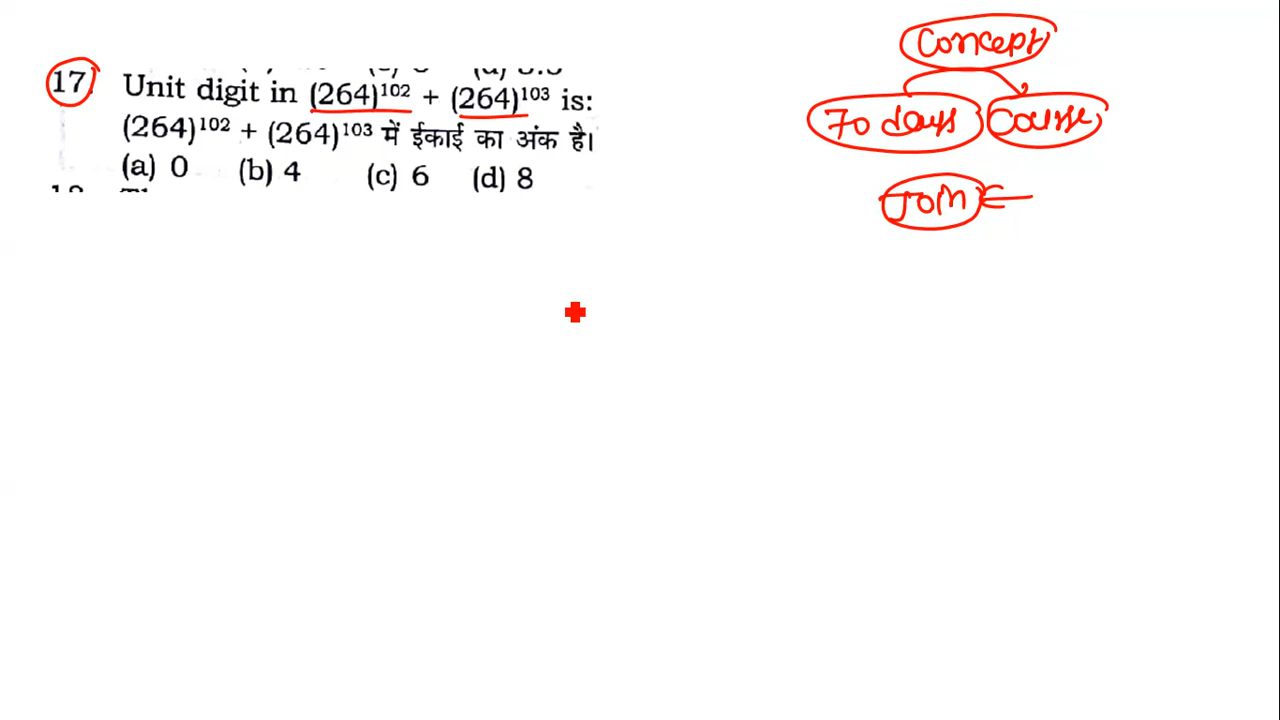 Concept
70 days Course
Join
17. Unit digit in (264)¹⁰² + (264)¹⁰³ is:
(264)¹⁰² + (264)¹⁰³ में ईकाई का अंक है।
(a) 0 (b) 4 (c) 6 (d) 8